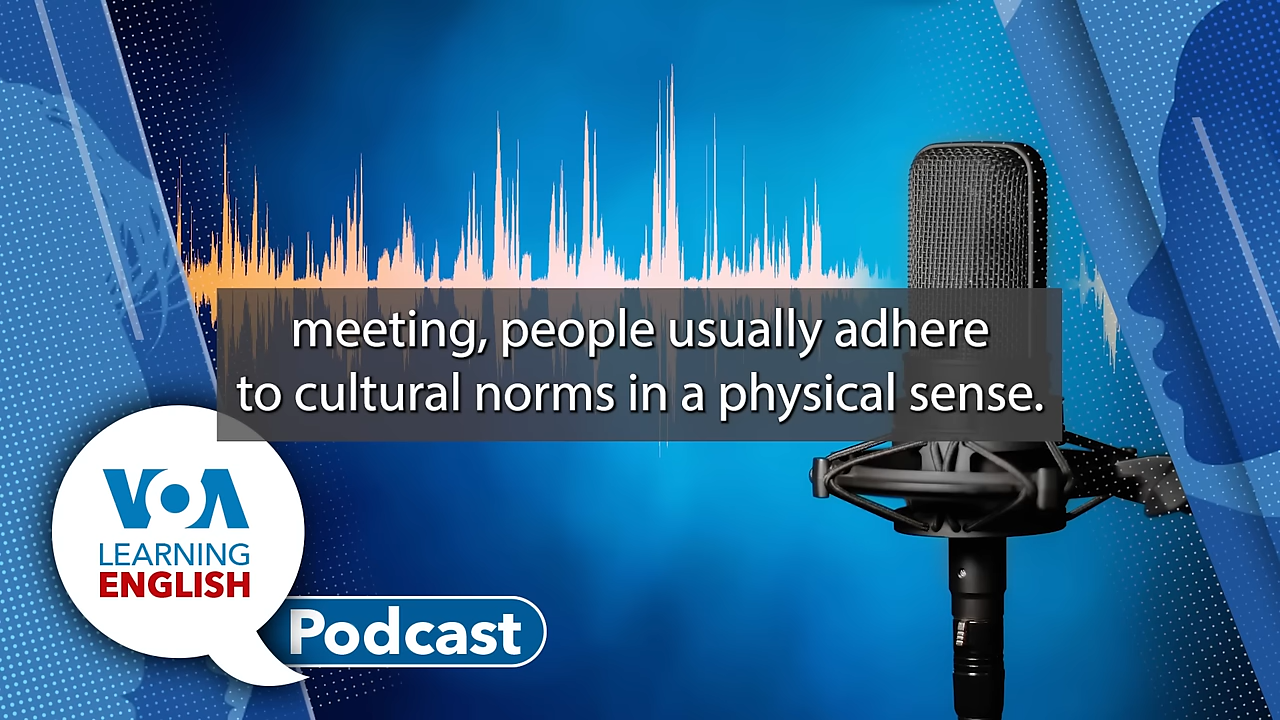 meeting, people usually adhere
to cultural norms in a physical sense.
VOA
LEARNING
ENGLISH
Podcast